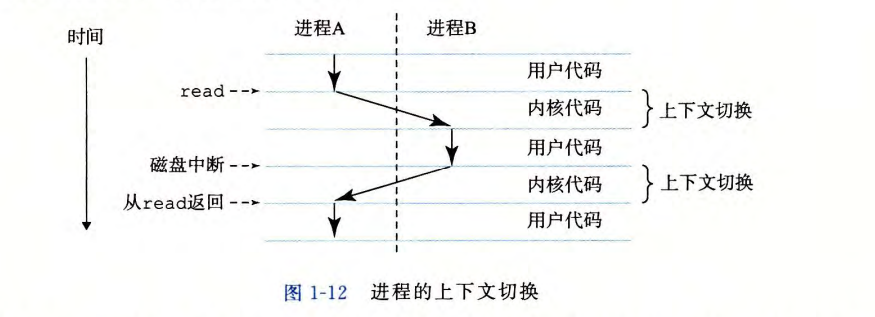 时间
进程A
进程B
用户代码
read
内核代码
上下文切换
用户代码
磁盘中断
内核代码
上下文切换
从read返回
用户代码
图 1-12 进程的上下文切换